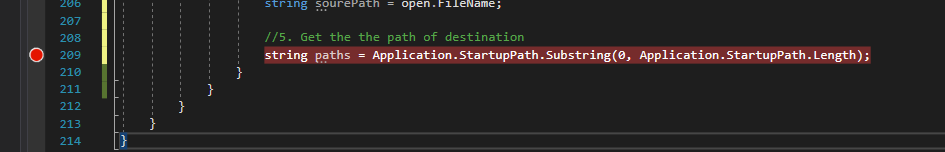 206 string sourePath = open.FileName;
207
208 //5. Get the the path of destination
209 string paths = Application.StartupPath.Substring(0, Application.StartupPath.Length);
210 }
211 }
212 }
213 }
214 }